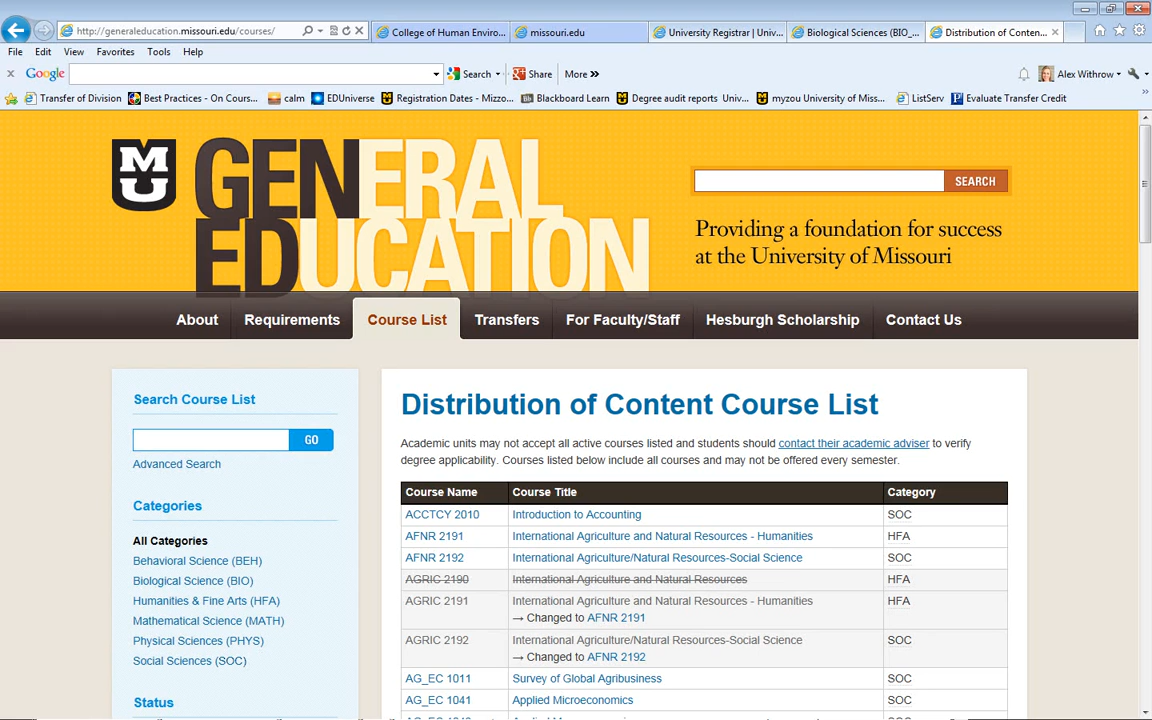 http://generaleducation.missouri.edu/courses/
College of Human Enviro...
missouri.edu
University Registrar | Univ...
Biological Sciences (BIO_...
Distribution of Conten...
File Edit View Favorites Tools Help
Google Search Share More »
Alex Withrow
Transfer of Division Best Practices - On Cours... calm EDUniverse Registration Dates - Mizzo... Blackboard Learn Degree audit reports Univ... myzou University of Miss... ListServ Evaluate Transfer Credit
MU
GENERAL
EDUCATION
SEARCH
Providing a foundation for success
at the University of Missouri
About Requirements Course List Transfers For Faculty/Staff Hesburgh Scholarship Contact Us
Search Course List
GO
Advanced Search
Categories
All Categories
Behavioral Science (BEH)
Biological Science (BIO)
Humanities & Fine Arts (HFA)
Mathematical Science (MATH)
Physical Sciences (PHYS)
Social Sciences (SOC)
Status
Distribution of Content Course List
Academic units may not accept all active courses listed and students should contact their academic adviser to verify
degree applicability. Courses listed below include all courses and may not be offered every semester.
Course Name Course Title Category
ACCTCY 2010 Introduction to Accounting SOC
AFNR 2191 International Agriculture and Natural Resources - Humanities HFA
AFNR 2192 International Agriculture/Natural Resources-Social Science SOC
AGRIC 2190 International Agriculture and Natural Resources HFA
AGRIC 2191 International Agriculture and Natural Resources - Humanities HFA
→ Changed to AFNR 2191
AGRIC 2192 International Agriculture/Natural Resources-Social Science SOC
→ Changed to AFNR 2192
AG_EC 1011 Survey of Global Agribusiness SOC
AG_EC 1041 Applied Microeconomics SOC